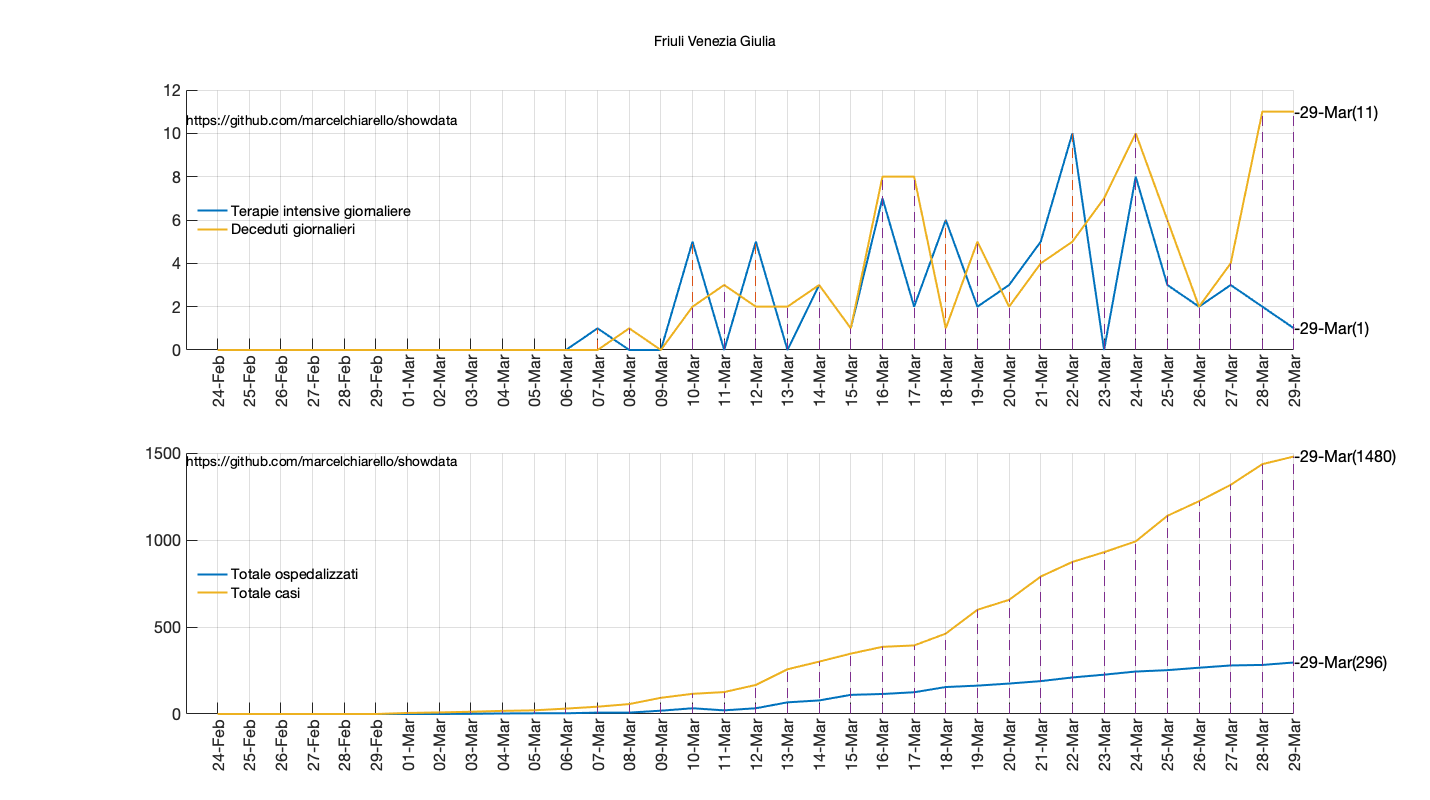 Friuli Venezia Giulia
12
10
8
6
4
2
0
https://github.com/marcelchiarello/showdata
Terapie intensive giornaliere
Deceduti giornalieri
-29-Mar(11)
-29-Mar(1)
24-Feb
25-Feb
26-Feb
27-Feb
28-Feb
29-Feb
01-Mar
02-Mar
03-Mar
04-Mar
05-Mar
06-Mar
07-Mar
08-Mar
09-Mar
10-Mar
11-Mar
12-Mar
13-Mar
14-Mar
15-Mar
16-Mar
17-Mar
18-Mar
19-Mar
20-Mar
21-Mar
22-Mar
23-Mar
24-Mar
25-Mar
26-Mar
27-Mar
28-Mar
29-Mar
1500
1000
500
0
https://github.com/marcelchiarello/showdata
Totale ospedalizzati
Totale casi
-29-Mar(1480)
-29-Mar(296)
24-Feb
25-Feb
26-Feb
27-Feb
28-Feb
29-Feb
01-Mar
02-Mar
03-Mar
04-Mar
05-Mar
06-Mar
07-Mar
08-Mar
09-Mar
10-Mar
11-Mar
12-Mar
13-Mar
14-Mar
15-Mar
16-Mar
17-Mar
18-Mar
19-Mar
20-Mar
21-Mar
22-Mar
23-Mar
24-Mar
25-Mar
26-Mar
27-Mar
28-Mar
29-Mar